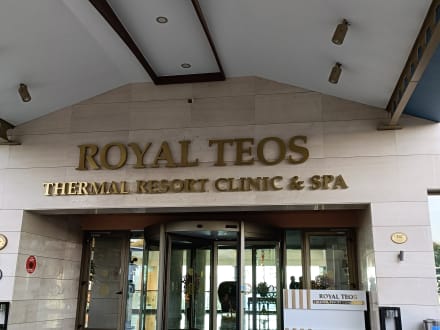 ROYAL TEOS
THERMAL RESORT CLINIC & SPA
ROYAL TEOS